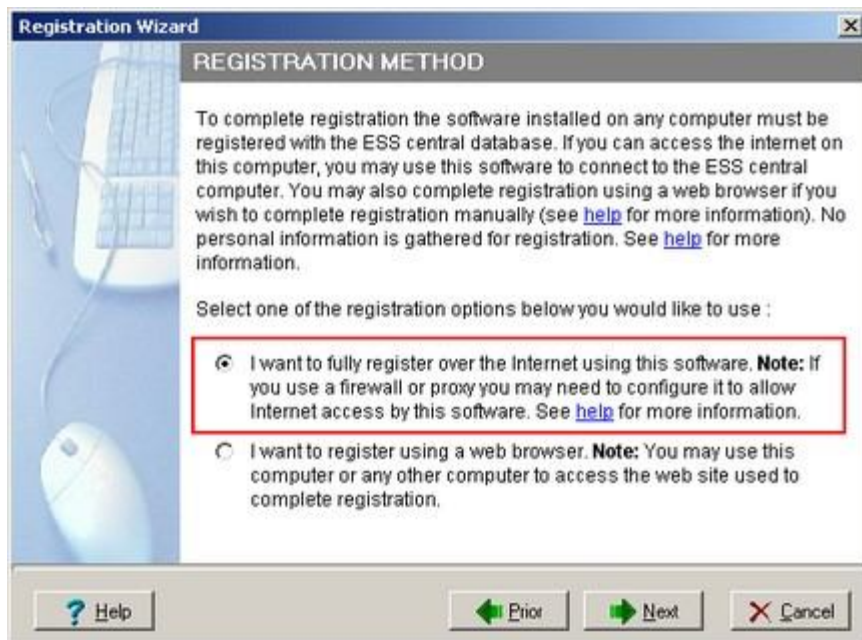 Registration Wizard
REGISTRATION METHOD
To complete registration the software installed on any computer must be
registered with the ESS central database. If you can access the internet on
this computer, you may use this software to connect to the ESS central
computer. You may also complete registration using a web browser if you
wish to complete registration manually (see help for more information). No
personal information is gathered for registration. See help for more
information.
Select one of the registration options below you would like to use :
I want to fully register over the Internet using this software. Note: If
you use a firewall or proxy you may need to configure it to allow
Internet access by this software. See help for more information.
I want to register using a web browser. Note: You may use this
computer or any other computer to access the web site used to
complete registration.
? Help
Prior
Next
Cancel